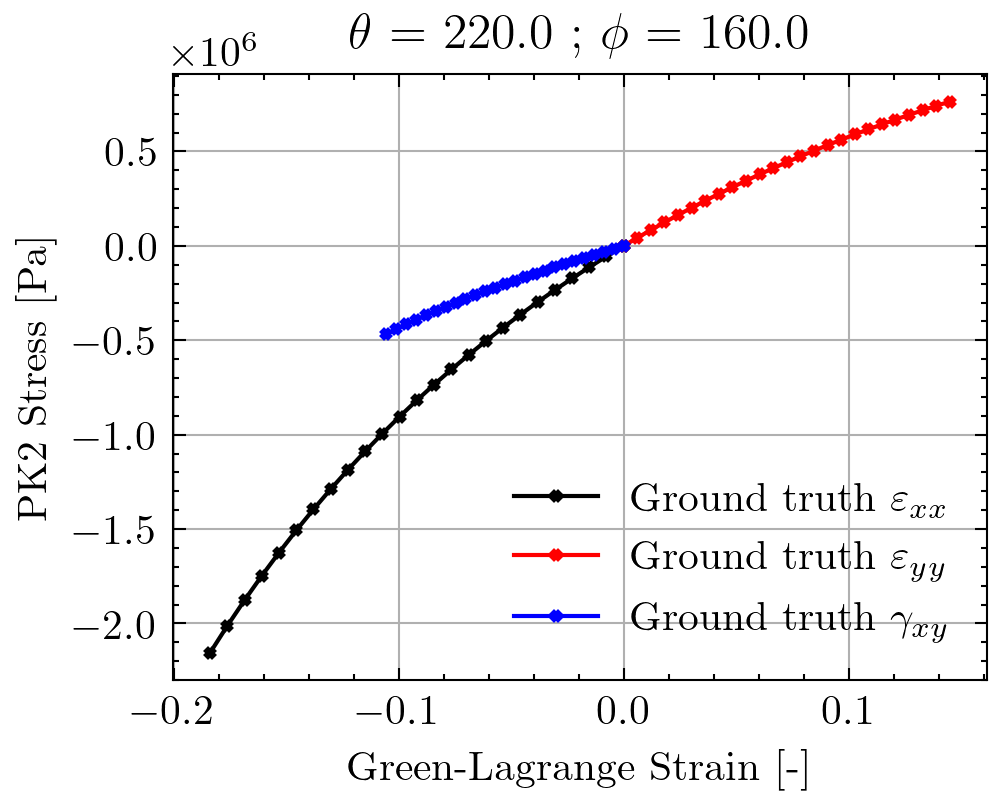 θ = 220.0 ; ϕ = 160.0
×10⁶
0.5
0.0
−0.5
−1.0
−1.5
−2.0
PK2 Stress [Pa]
Ground truth εₓₓ
Ground truth ε_yy
Ground truth γ_xy
−0.2 −0.1 0.0 0.1
Green-Lagrange Strain [-]